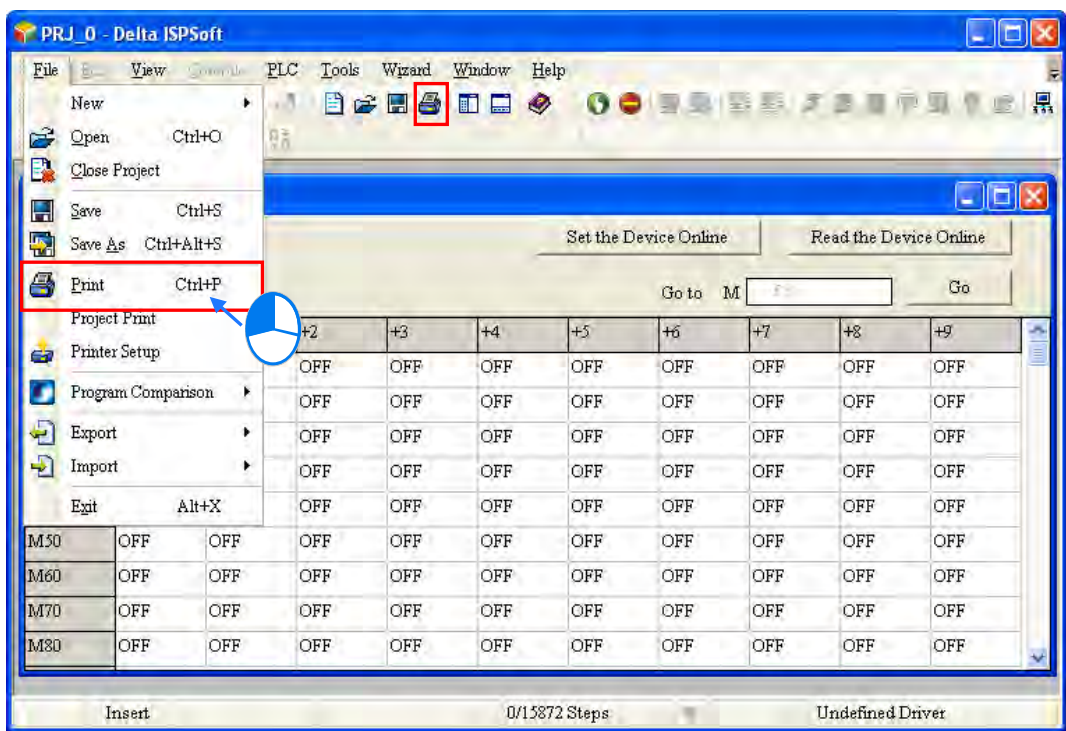 PRJ_0 - Delta ISPSoft
File View PLC Tools Wizard Window Help
New
Open Ctrl+O
Close Project
Save Ctrl+S
Save As Ctrl+Alt+S
Print Ctrl+P
Project Print
Printer Setup
Program Comparison
Export
Import
Exit Alt+X
Set the Device Online Read the Device Online
Go to M Go
+2 +3 +4 +5 +6 +7 +8 +9
OFF OFF OFF OFF OFF OFF OFF OFF
OFF OFF OFF OFF OFF OFF OFF OFF
OFF OFF OFF OFF OFF OFF OFF OFF
OFF OFF OFF OFF OFF OFF OFF OFF
OFF OFF OFF OFF OFF OFF OFF OFF
M50 OFF OFF OFF OFF OFF OFF OFF OFF OFF OFF
M60 OFF OFF OFF OFF OFF OFF OFF OFF OFF OFF
M70 OFF OFF OFF OFF OFF OFF OFF OFF OFF OFF
M80 OFF OFF OFF OFF OFF OFF OFF OFF OFF OFF
Insert 0/15872 Steps Undefined Driver